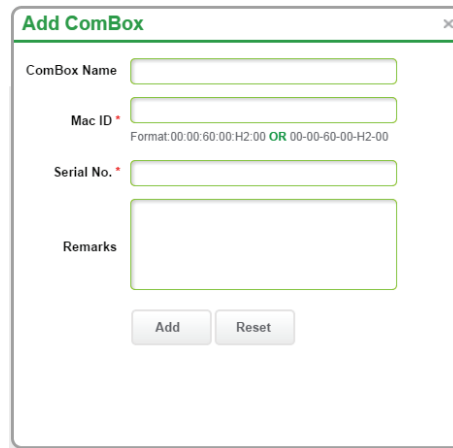 Add ComBox ×
ComBox Name
Mac ID *
Format:00:00:60:00:H2:00 OR 00-00-60-00-H2-00
Serial No. *
Remarks
Add Reset